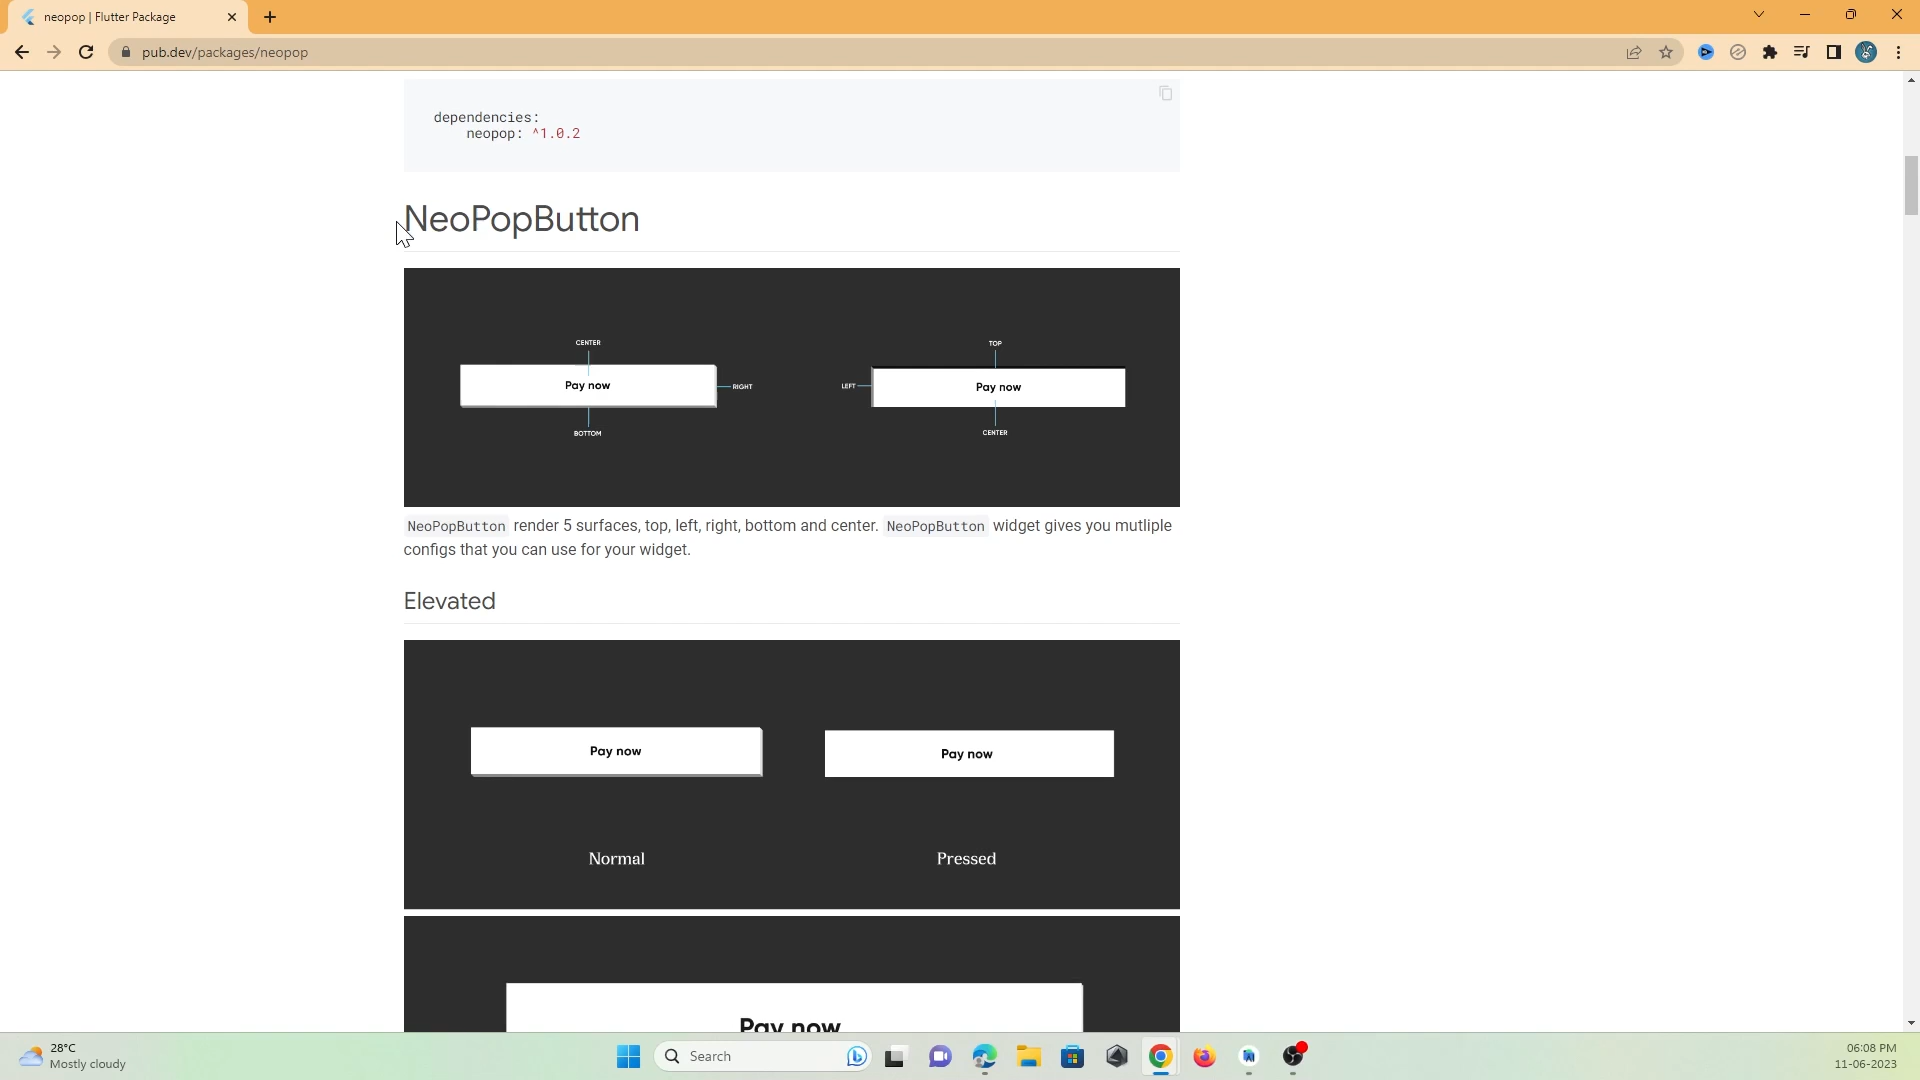 neopop | Flutter Package
pub.dev/packages/neopop
dependencies:
neopop: ^1.0.2
NeoPopButton
CENTER
Pay now
RIGHT
BOTTOM
TOP
LEFT
Pay now
CENTER
NeoPopButton render 5 surfaces, top, left, right, bottom and center. NeoPopButton widget gives you mutliple
configs that you can use for your widget.
Elevated
Pay now
Pay now
Normal
Pressed
Pay now
28°C
Mostly cloudy
Search
06:08 PM
11-06-2023